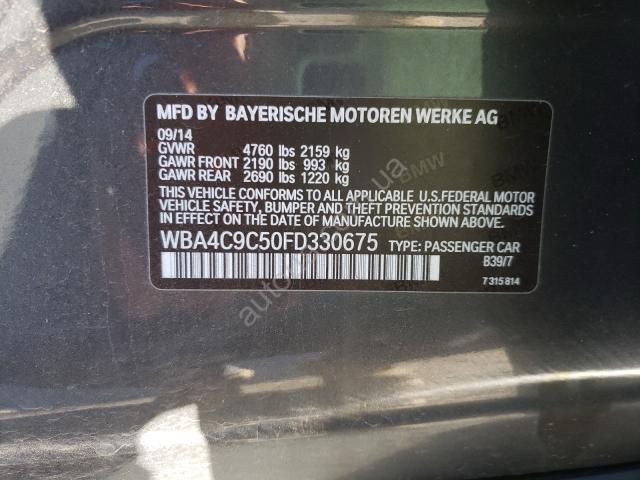 MFD BY BAYERISCHE MOTOREN WERKE AG
09/14
GVWR 4760 lbs 2159 kg
GAWR FRONT 2190 lbs 993 kg
GAWR REAR 2690 lbs 1220 kg
THIS VEHICLE CONFORMS TO ALL APPLICABLE U.S.FEDERAL MOTOR
VEHICLE SAFETY, BUMPER AND THEFT PREVENTION STANDARDS
IN EFFECT ON THE DATE OF MANUFACTURE SHOWN ABOVE.
WBA4C9C50FD330675 TYPE: PASSENGER CAR
B39/7
7315814